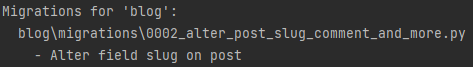 Migrations for 'blog':
  blog\migrations\0002_alter_post_slug_comment_and_more.py
    - Alter field slug on post